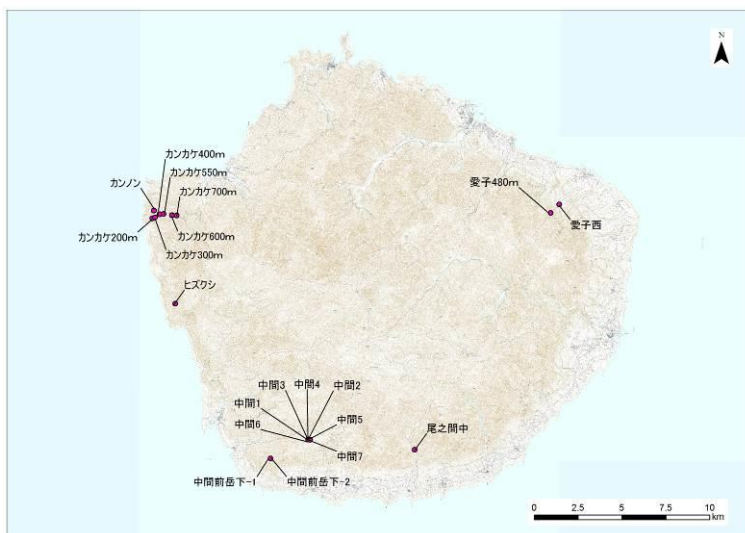 N
カンカケ400m
カンカケ550m
カンノン
カンカケ700m
カンカケ200m
カンカケ600m
カンカケ300m
愛子480m
愛子西
ヒズクシ
中間3
中間4
中間2
中間1
中間5
中間6
中間7
尾之間中
中間前岳下-1
中間前岳下-2
0 2.5 5 7.5 10
km